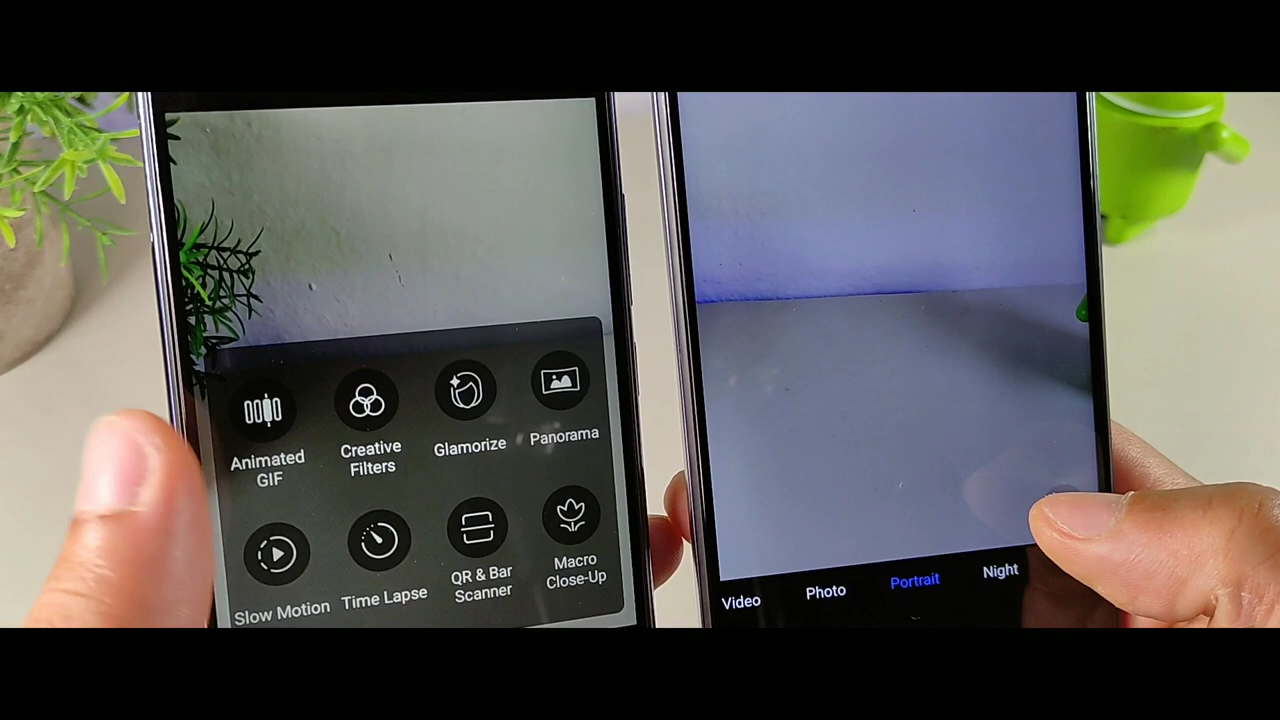 Animated
GIF
Creative
Filters
Glamorize
Panorama
Slow Motion
Time Lapse
QR & Bar
Scanner
Macro
Close-Up
Video
Photo
Portrait
Night